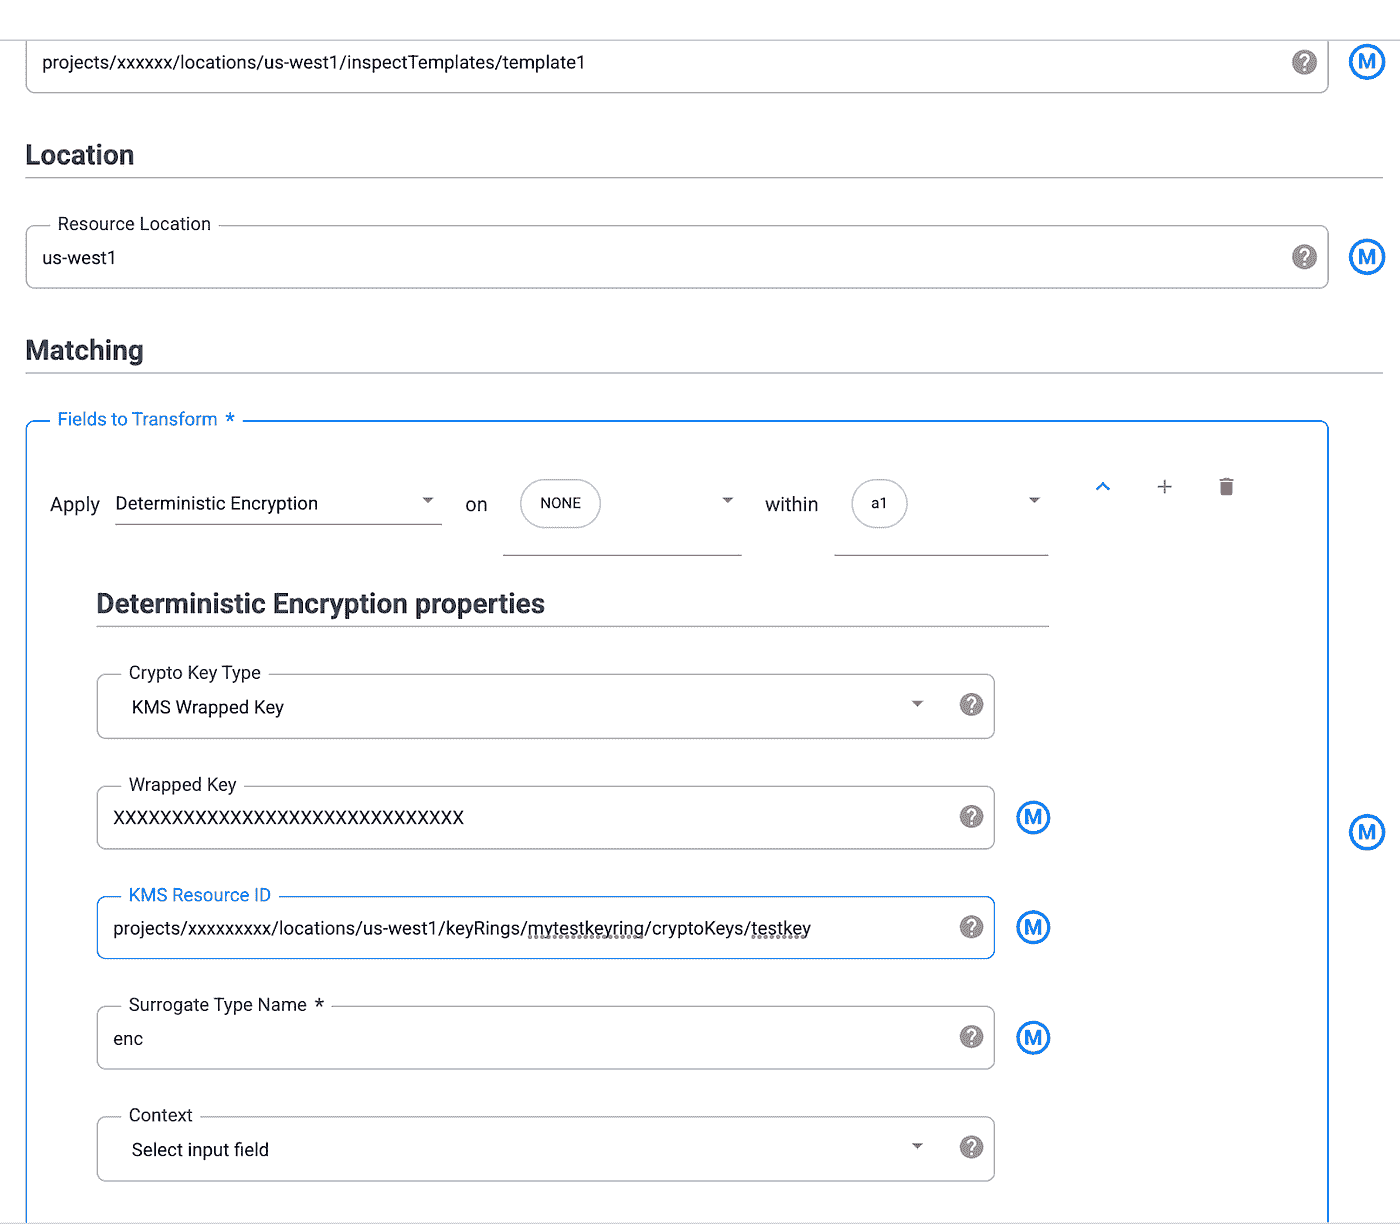 projects/xxxxxx/locations/us-west1/inspectTemplates/template1 ? M
Location
Resource Location
us-west1 ? M
Matching
Fields to Transform *
Apply Deterministic Encryption on NONE within a1
Deterministic Encryption properties
Crypto Key Type
KMS Wrapped Key ?
Wrapped Key
XXXXXXXXXXXXXXXXXXXXXXXXXXXXXX ? M
M
KMS Resource ID
projects/xxxxxxxxx/locations/us-west1/keyRings/mytestkeyring/cryptoKeys/testkey ? M
Surrogate Type Name *
enc ? M
Context
Select input field ?